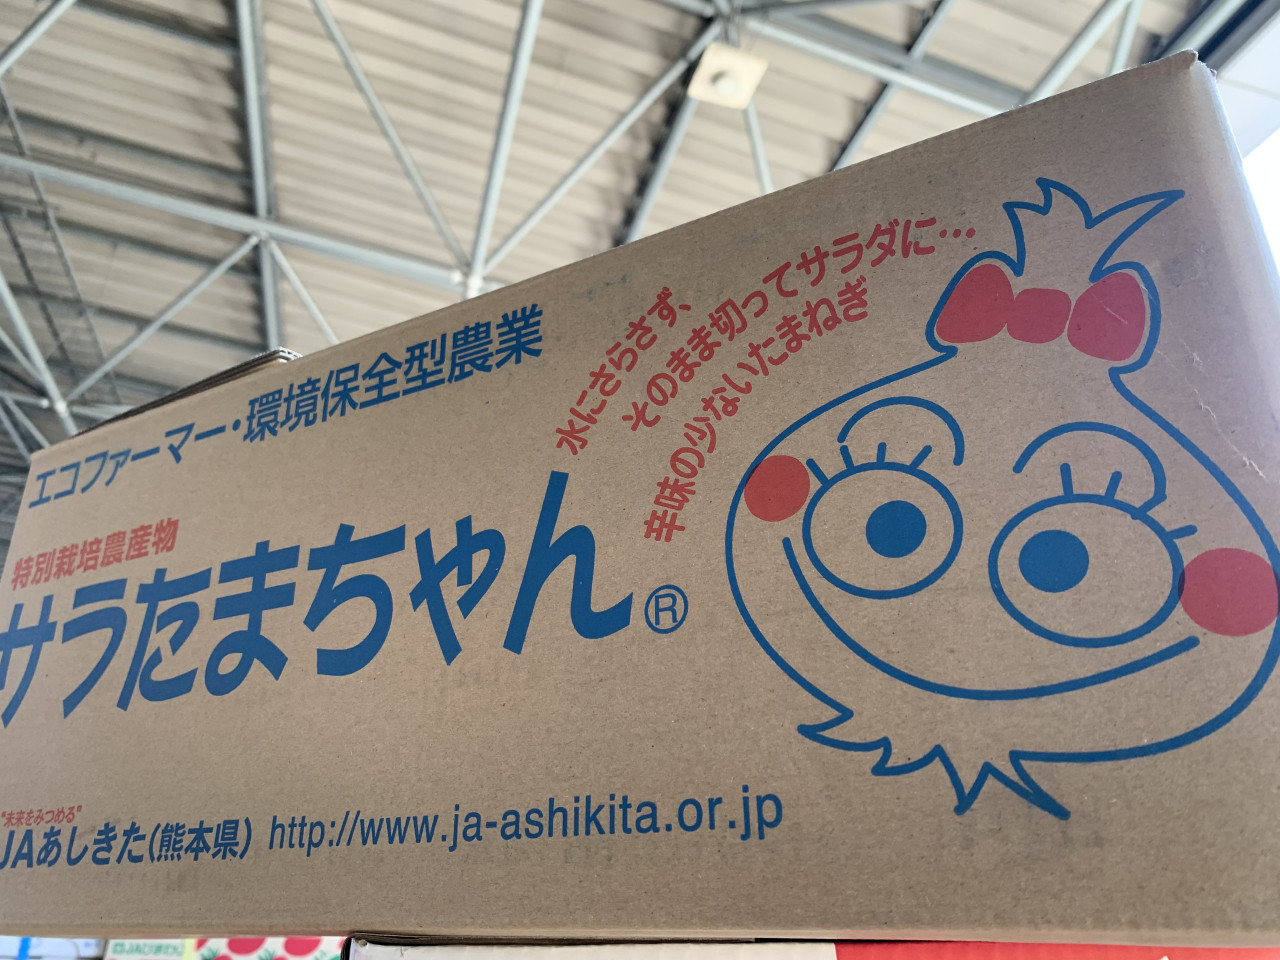 エコファーマー・環境保全型農業
水にさらさず、
そのまま切ってサラダに…
辛味の少ないたまねぎ
特別栽培農産物
サラたまちゃん®
"未来をみつめる"
JAあしきた(熊本県) http://www.ja-ashikita.or.jp